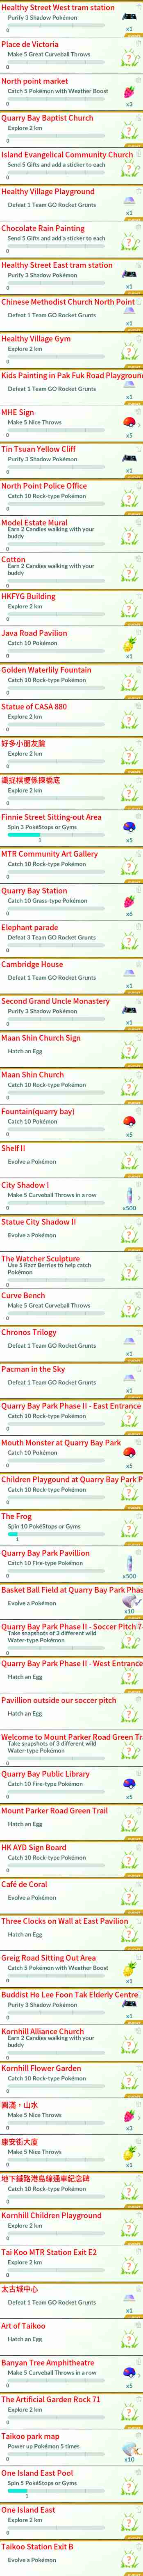 Healthy Street West tram station
Purify 3 Shadow Pokémon
0
x1
Place de Victoria
Make 5 Great Curveball Throws
0
?
North point market
Catch 5 Pokémon with Weather Boost
0
x3
Quarry Bay Baptist Church
Explore 2 km
0
?
Island Evangelical Community Church
Send 5 Gifts and add a sticker to each
0
?
Healthy Village Playground
Defeat 1 Team GO Rocket Grunts
0
x1
Chocolate Rain Painting
Send 5 Gifts and add a sticker to each
0
?
Healthy Street East tram station
Purify 3 Shadow Pokémon
0
x1
Chinese Methodist Church North Point
Defeat 1 Team GO Rocket Grunts
0
x1
Healthy Village Gym
Explore 2 km
0
?
Kids Painting in Pak Fuk Road Playground
Defeat 1 Team GO Rocket Grunts
0
x1
MHE Sign
Make 5 Nice Throws
0
x5
Tin Tsuan Yellow Cliff
Purify 3 Shadow Pokémon
0
x1
North Point Police Office
Catch 10 Rock-type Pokémon
0
?
Model Estate Mural
Earn 2 Candies walking with your
buddy
0
?
Cotton
Earn 2 Candies walking with your
buddy
0
?
HKFYG Building
Explore 2 km
0
?
Java Road Pavilion
Catch 10 Pokémon
0
x1
Golden Waterlily Fountain
Catch 10 Rock-type Pokémon
0
?
Statue of CASA 880
Explore 2 km
0
?
好多小朋友臉
Explore 2 km
0
?
識捉棋梗係揀橋底
Explore 2 km
0
?
Finnie Street Sitting-out Area
Spin 3 PokéStops or Gyms
1
x5
MTR Community Art Gallery
Catch 10 Rock-type Pokémon
0
?
Quarry Bay Station
Catch 10 Grass-type Pokémon
0
x6
Elephant parade
Defeat 3 Team GO Rocket Grunts
0
?
Cambridge House
Defeat 1 Team GO Rocket Grunts
0
x1
Second Grand Uncle Monastery
Purify 3 Shadow Pokémon
0
x1
Maan Shin Church Sign
Hatch an Egg
?
Maan Shin Church
Catch 10 Rock-type Pokémon
0
?
Fountain(quarry bay)
Catch 10 Pokémon
0
x5
Shelf II
Evolve a Pokémon
?
City Shadow I
Make 5 Curveball Throws in a row
0
x500
Statue City Shadow II
Evolve a Pokémon
?
The Watcher Sculpture
Use 5 Razz Berries to help catch
Pokémon
0
?
Curve Bench
Make 5 Great Curveball Throws
0
?
Chronos Trilogy
Defeat 1 Team GO Rocket Grunts
0
x1
Pacman in the Sky
Defeat 1 Team GO Rocket Grunts
0
x1
Quarry Bay Park Phase II - East Entrance
Catch 10 Rock-type Pokémon
0
?
Mouth Monster at Quarry Bay Park
Catch 10 Pokémon
0
x5
Children Playgound at Quarry Bay Park P
Catch 10 Rock-type Pokémon
0
?
The Frog
Spin 10 PokéStops or Gyms
1
?
Quarry Bay Park Pavillion
Catch 10 Fire-type Pokémon
0
x500
Basket Ball Field at Quarry Bay Park Phas
Evolve a Pokémon
x10
Quarry Bay Park Phase II - Soccer Pitch 7
Take snapshots of 3 different wild
Water-type Pokémon
0
?
Quarry Bay Park Phase II - West Entrance
Hatch an Egg
?
Pavillion outside our soccer pitch
Hatch an Egg
?
Welcome to Mount Parker Road Green Tr
Take snapshots of 3 different wild
Water-type Pokémon
0
?
Quarry Bay Public Library
Catch 10 Fire-type Pokémon
0
x5
Mount Parker Road Green Trail
Hatch an Egg
?
HK AYD Sign Board
Catch 10 Rock-type Pokémon
0
?
Café de Coral
Evolve a Pokémon
?
Three Clocks on Wall at East Pavilion
Hatch an Egg
?
Greig Road Sitting Out Area
Catch 5 Pokémon with Weather Boost
0
x1
Buddist Ho Lee Foon Tak Elderly Centre
Purify 3 Shadow Pokémon
0
x1
Kornhill Alliance Church
Earn 2 Candies walking with your
buddy
0
?
Kornhill Flower Garden
Catch 10 Rock-type Pokémon
0
?
圓滿，山水
Make 5 Nice Throws
0
x3
康安街大廈
Make 5 Nice Throws
0
x1
地下鐵路港島線通車紀念碑
Catch 10 Rock-type Pokémon
0
?
Kornhill Children Playground
Explore 2 km
0
?
Tai Koo MTR Station Exit E2
Explore 2 km
0
?
太古城中心
Defeat 1 Team GO Rocket Grunts
0
x1
Art of Taikoo
Hatch an Egg
?
Banyan Tree Amphitheatre
Make 5 Curveball Throws in a row
0
x5
The Artificial Garden Rock 71
Explore 2 km
0
?
Taikoo park map
Power up Pokémon 5 times
0
x10
One Island East Pool
Spin 5 PokéStops or Gyms
1
?
One Island East
Explore 2 km
0
?
Taikoo Station Exit B
Evolve a Pokémon
?